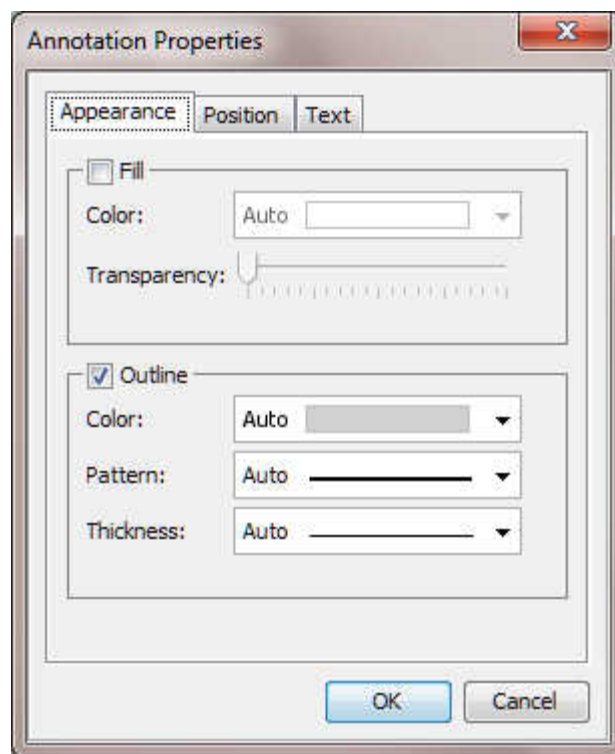 Annotation Properties
Appearance Position Text
Fill
Color: Auto
Transparency:
Outline
Color: Auto
Pattern: Auto
Thickness: Auto
OK Cancel